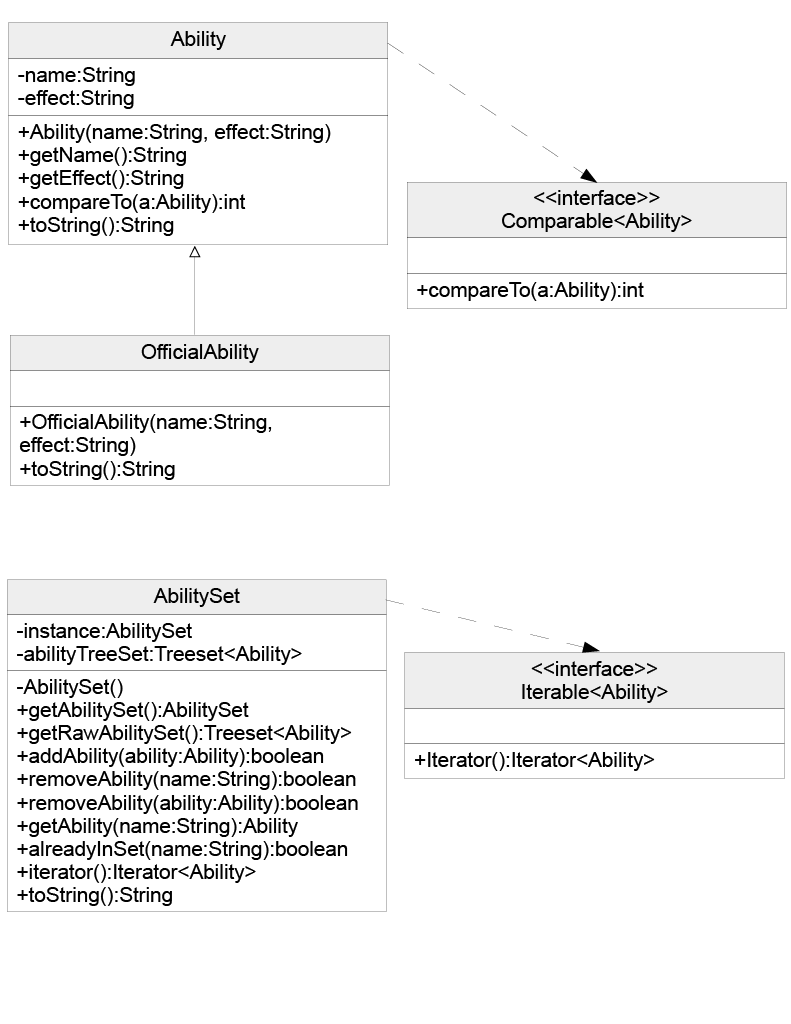 Ability
-name:String
-effect:String
+Ability(name:String, effect:String)
+getName():String
+getEffect():String
+compareTo(a:Ability):int
+toString():String
<<interface>>
Comparable<Ability>
+compareTo(a:Ability):int
OfficialAbility
+OfficialAbility(name:String,
effect:String)
+toString():String
AbilitySet
-instance:AbilitySet
-abilityTreeSet:Treeset<Ability>
-AbilitySet()
+getAbilitySet():AbilitySet
+getRawAbilitySet():Treeset<Ability>
+addAbility(ability:Ability):boolean
+removeAbility(name:String):boolean
+removeAbility(ability:Ability):boolean
+getAbility(name:String):Ability
+alreadyInSet(name:String):boolean
+iterator():Iterator<Ability>
+toString():String
<<interface>>
Iterable<Ability>
+Iterator():Iterator<Ability>